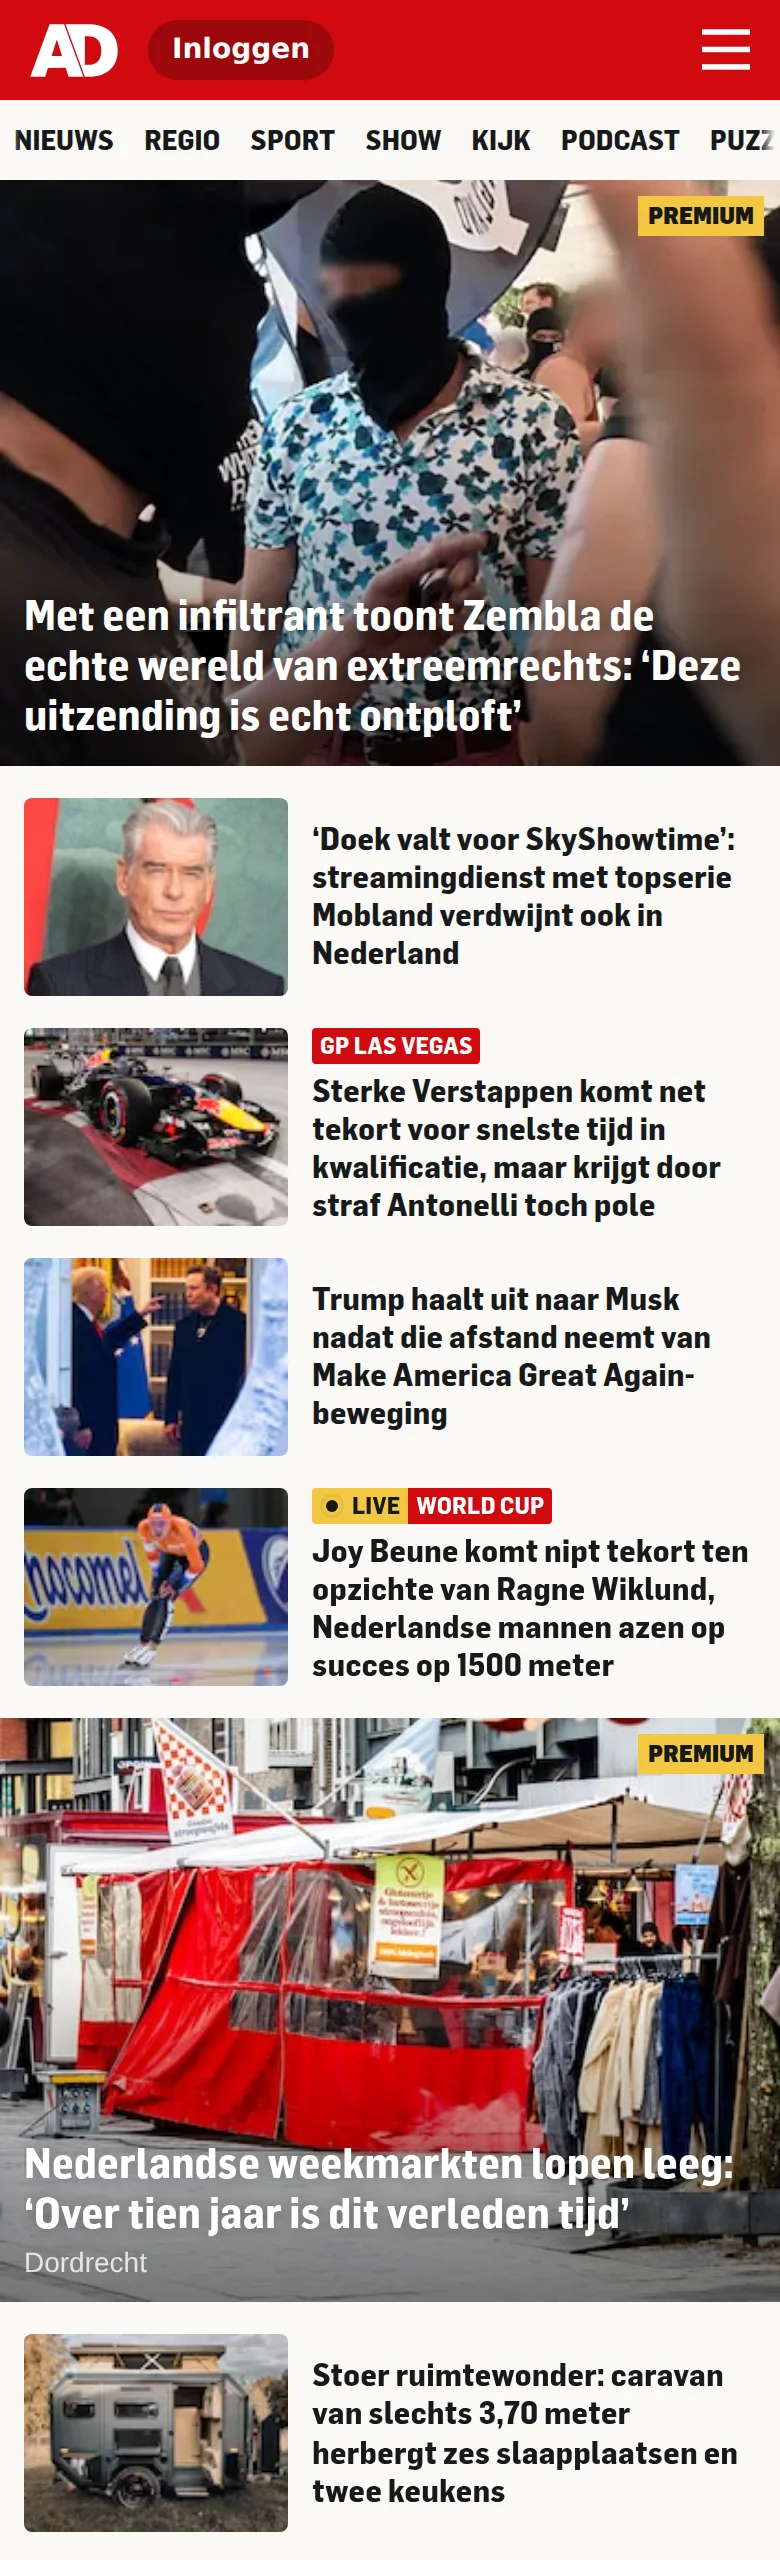 AD
Inloggen
NIEUWS REGIO SPORT SHOW KIJK PODCAST PUZZ
PREMIUM
Met een infiltrant toont Zembla de
echte wereld van extreemrechts: ‘Deze
uitzending is echt ontploft’
‘Doek valt voor SkyShowtime’:
streamingdienst met topserie
Mobland verdwijnt ook in
Nederland
GP LAS VEGAS
Sterke Verstappen komt net
tekort voor snelste tijd in
kwalificatie, maar krijgt door
straf Antonelli toch pole
Trump haalt uit naar Musk
nadat die afstand neemt van
Make America Great Again-
beweging
LIVE WORLD CUP
Joy Beune komt nipt tekort ten
opzichte van Ragne Wiklund,
Nederlandse mannen azen op
succes op 1500 meter
PREMIUM
Nederlandse weekmarkten lopen leeg:
‘Over tien jaar is dit verleden tijd’
Dordrecht
Stoer ruimtewonder: caravan
van slechts 3,70 meter
herbergt zes slaapplaatsen en
twee keukens